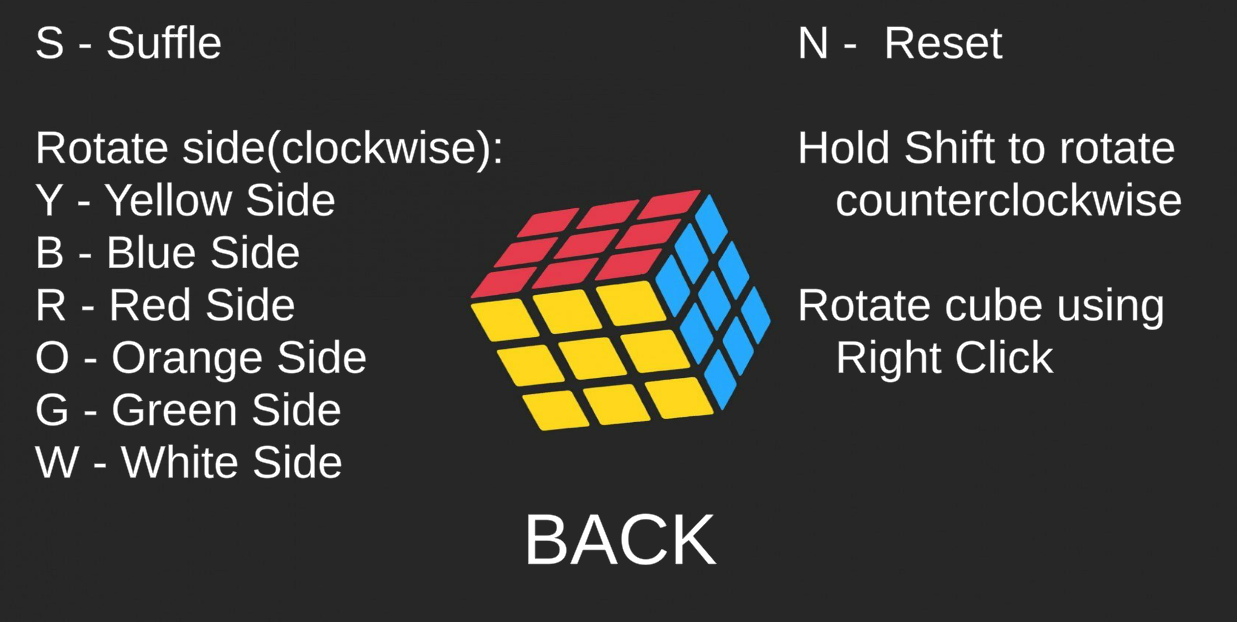 S - Suffle
Rotate side(clockwise):
Y - Yellow Side
B - Blue Side
R - Red Side
O - Orange Side
G - Green Side
W - White Side
N -  Reset
Hold Shift to rotate
counterclockwise
Rotate cube using
Right Click
BACK